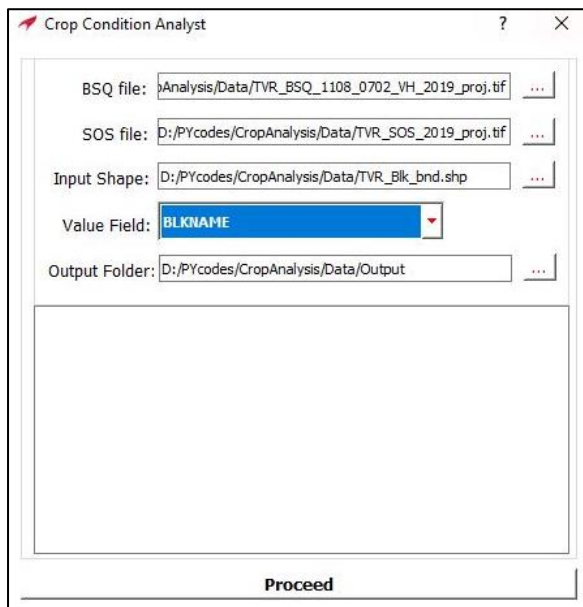 Crop Condition Analyst ? X
BSQ file: oAnalysis/Data/TVR_BSQ_1108_0702_VH_2019_proj.tif ...
SOS file: D:/PYcodes/CropAnalysis/Data/TVR_SOS_2019_proj.tif ...
Input Shape: D:/PYcodes/CropAnalysis/Data/TVR_Blk_bnd.shp ...
Value Field: BLKNAME
Output Folder: D:/PYcodes/CropAnalysis/Data/Output ...
Proceed